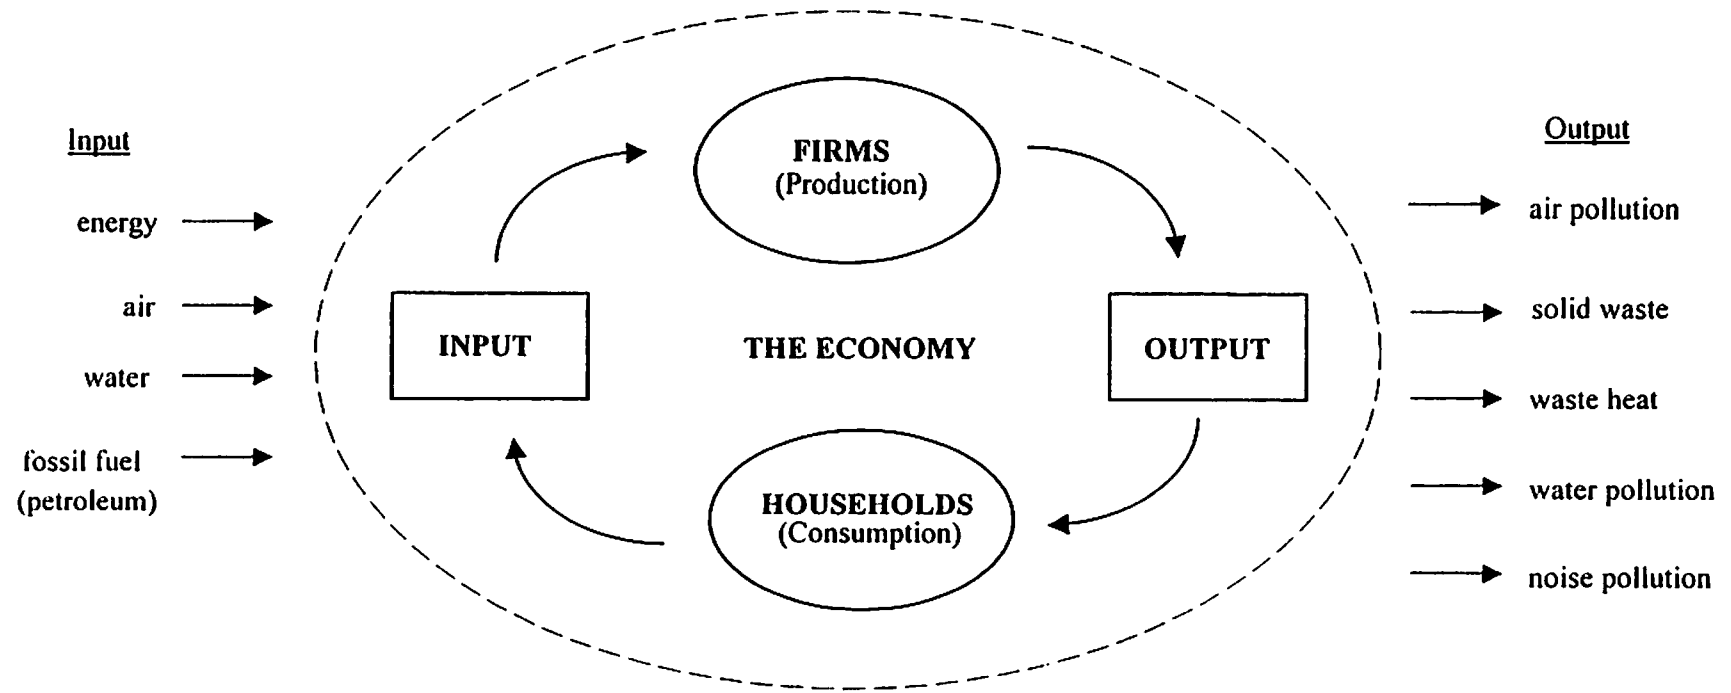 Input
energy
air
water
fossil fuel
(petroleum)
FIRMS
(Production)
INPUT
THE ECONOMY
OUTPUT
HOUSEHOLDS
(Consumption)
Output
air pollution
solid waste
waste heat
water pollution
noise pollution